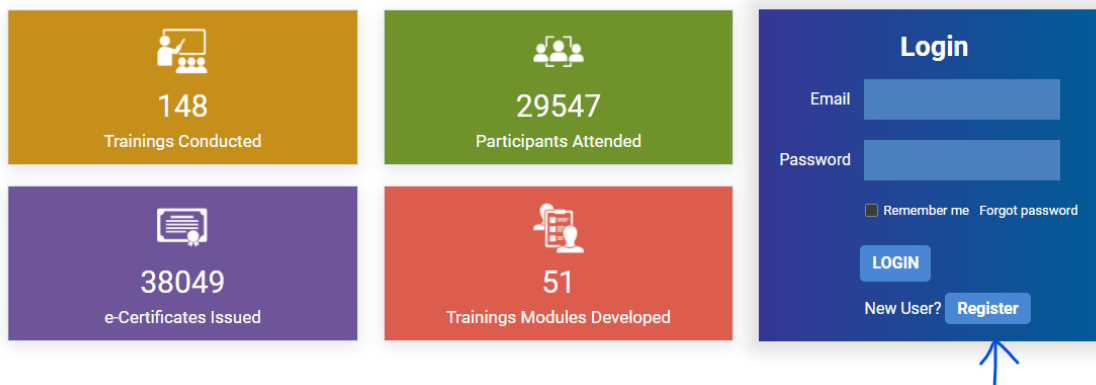 148
Trainings Conducted
29547
Participants Attended
38049
e-Certificates Issued
51
Trainings Modules Developed
Login
Email
Password
Remember me Forgot password
LOGIN
New User? Register